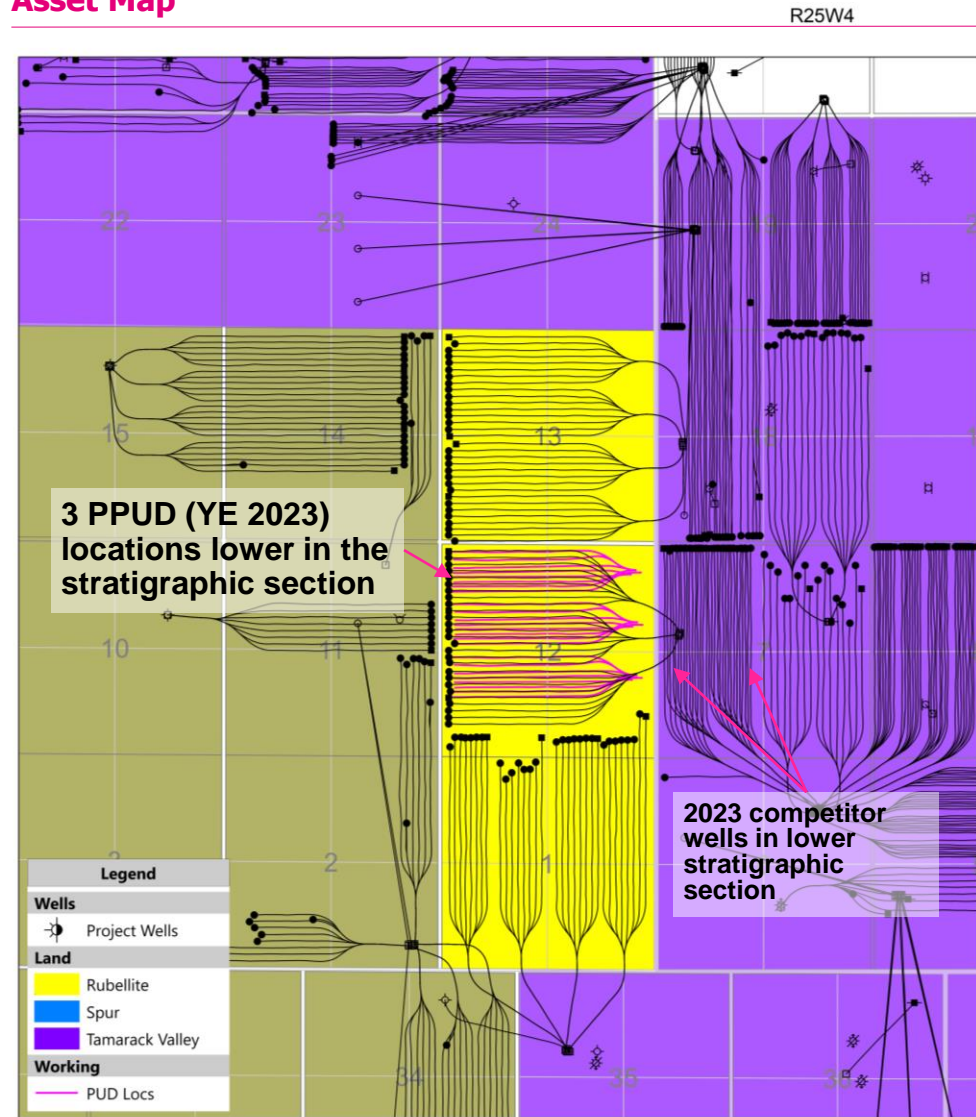 Asset Map
R25W4
22
23
24
19
15
14
13
18
3 PPUD (YE 2023)
locations lower in the
stratigraphic section
10
11
12
7
2023 competitor
wells in lower
stratigraphic
section
2
1
Legend
Wells
Project Wells
Land
Rubellite
Spur
Tamarack Valley
Working
PUD Locs
34
35
36